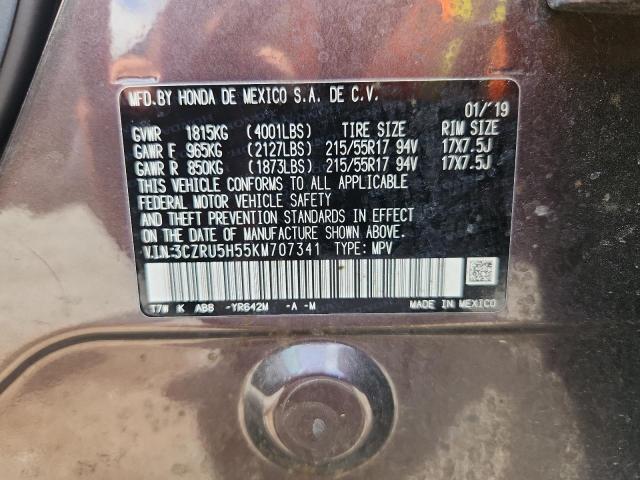 MFD.BY HONDA DE MEXICO S.A. DE C.V.
01/'19
GVWR 1815KG (4001LBS) TIRE SIZE RIM SIZE
GAWR F 965KG (2127LBS) 215/55R17 94V 17X7.5J
GAWR R 850KG (1873LBS) 215/55R17 94V 17X7.5J
THIS VEHICLE CONFORMS TO ALL APPLICABLE
FEDERAL MOTOR VEHICLE SAFETY
AND THEFT PREVENTION STANDARDS IN EFFECT
ON THE DATE OF MANUFACTURE SHOWN ABOVE.
V.I.N:3CZRU5H55KM707341 TYPE: MPV
T7W K ABB -YR642M -A -M MADE IN MEXICO